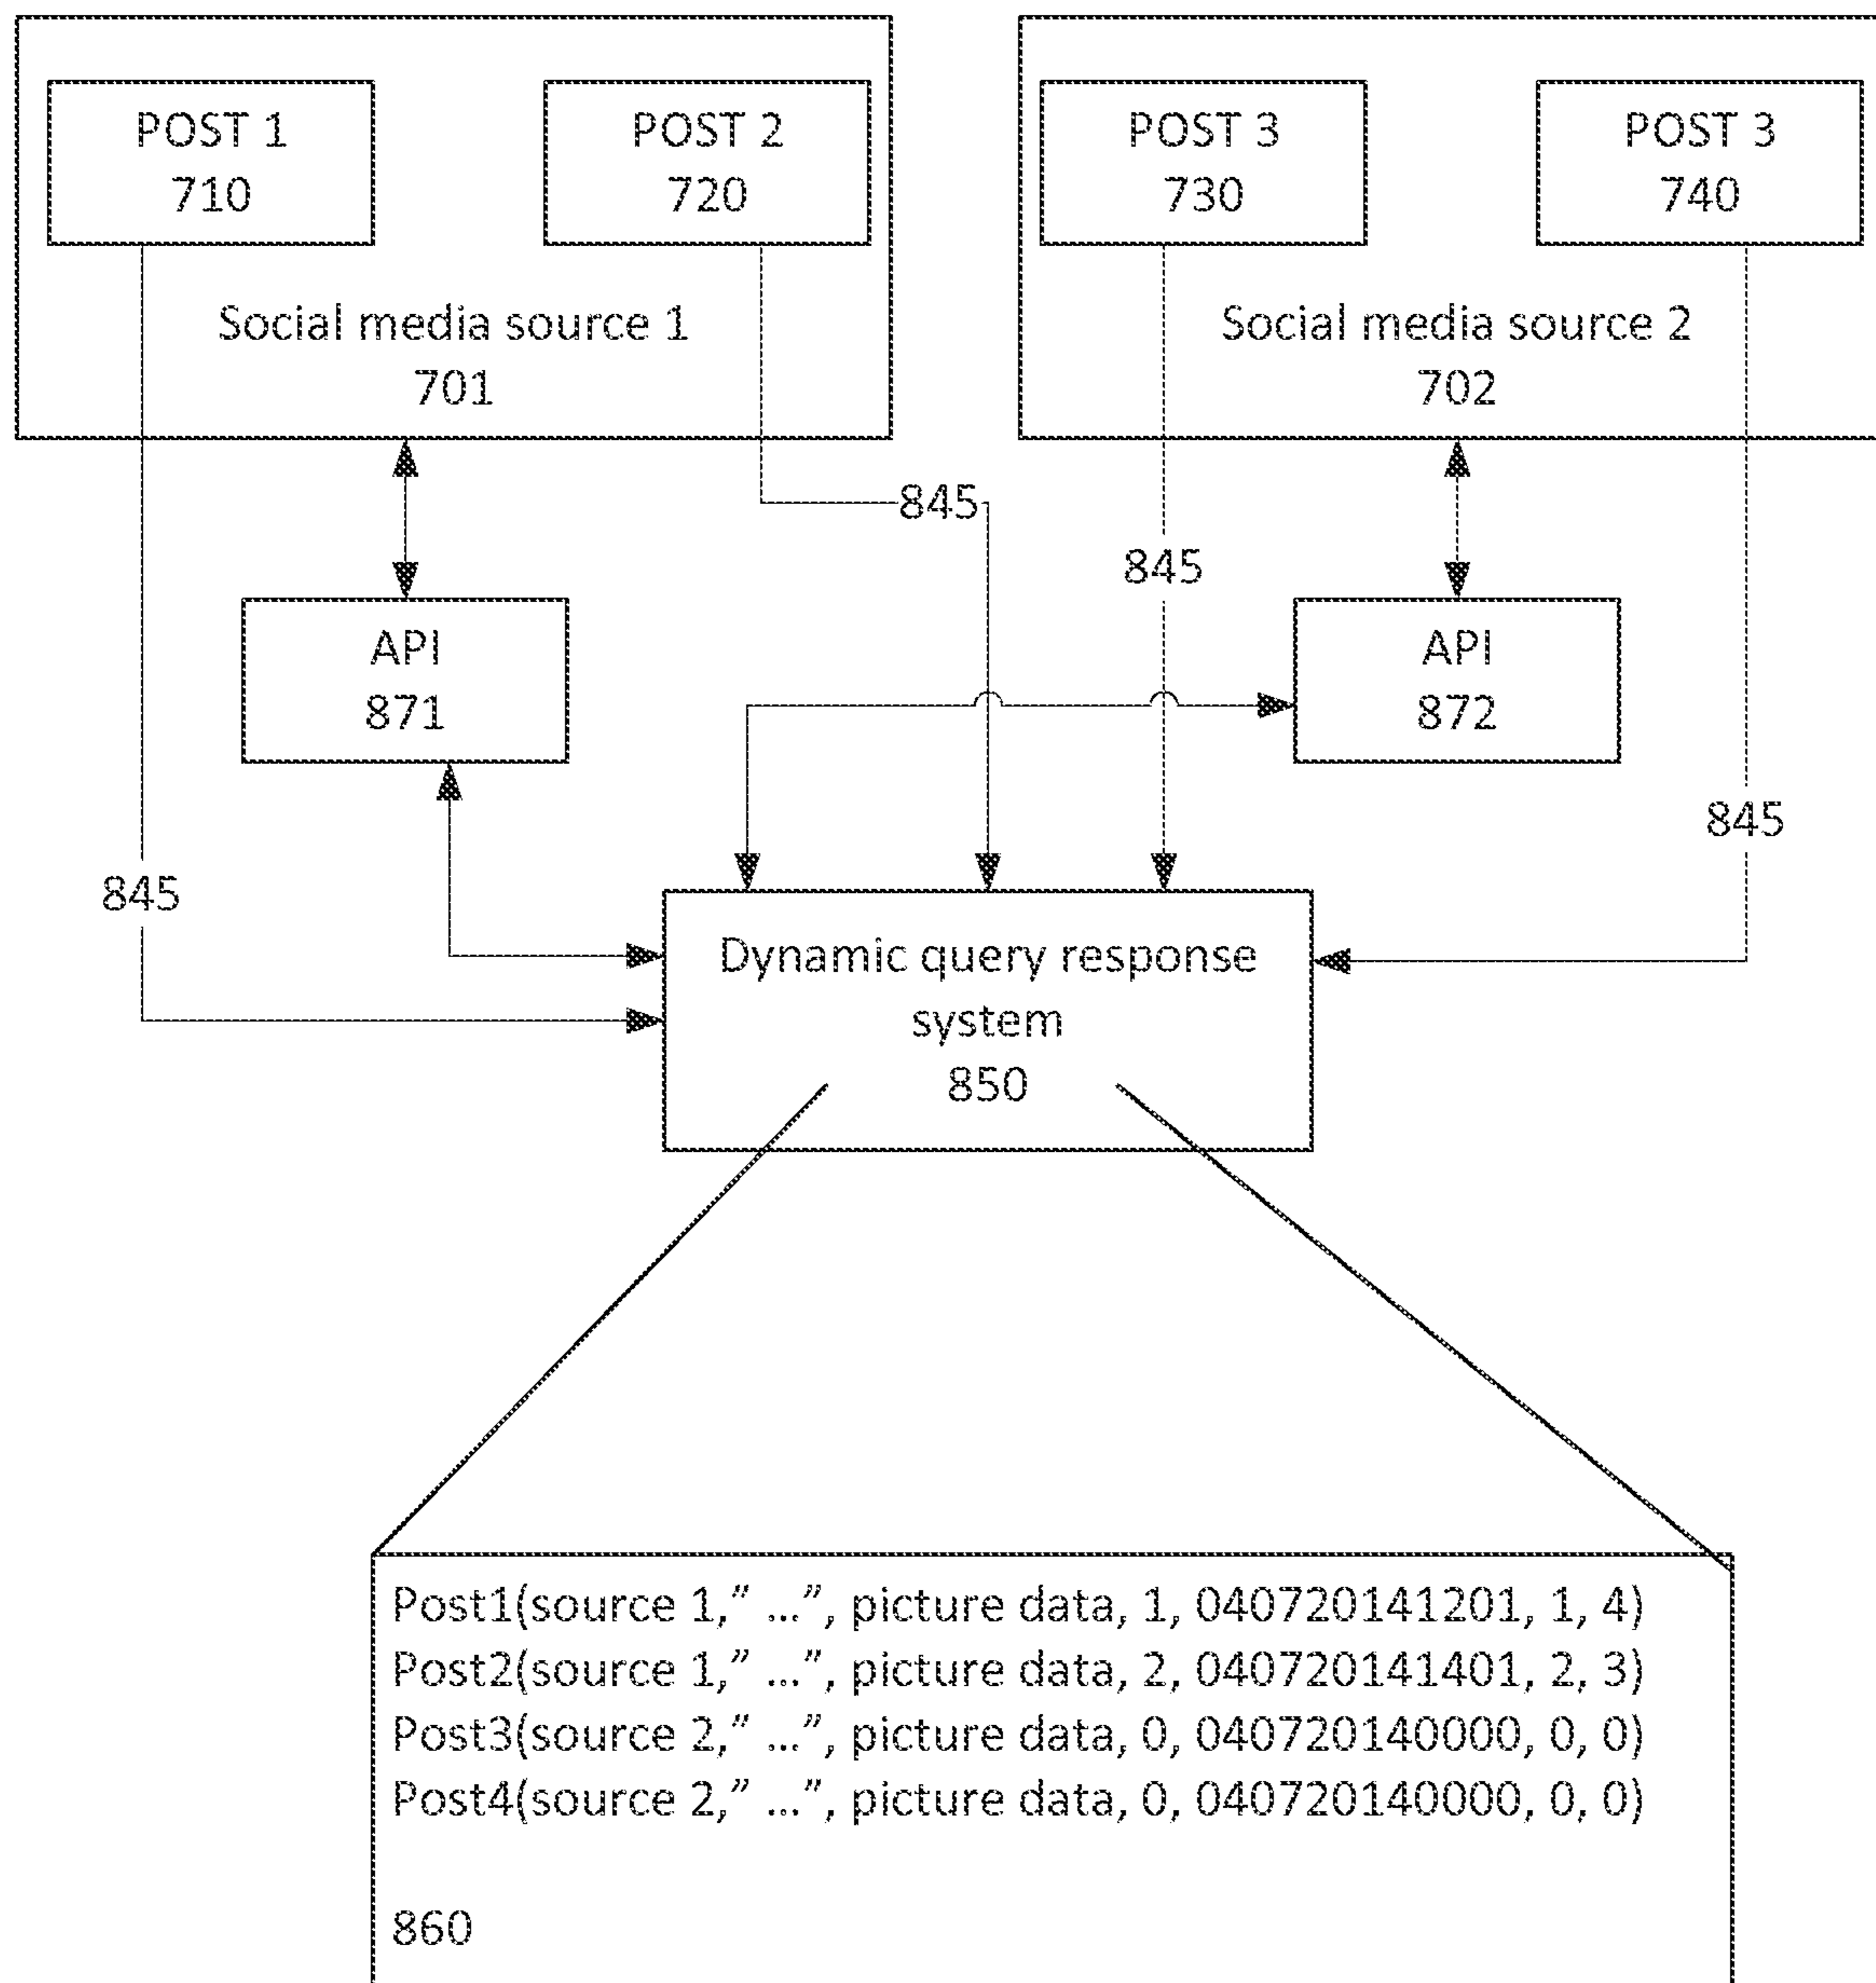 POST 1
710
POST 2
720
POST 3
730
POST 3
740
Social media source 1
701
Social media source 2
702
845
845
API
871
API
872
845
845
Dynamic query response
system
850
Post1(source 1,” ...”, picture data, 1, 040720141201, 1, 4)
Post2(source 1,” ...”, picture data, 2, 040720141401, 2, 3)
Post3(source 2,” ...”, picture data, 0, 040720140000, 0, 0)
Post4(source 2,” ...”, picture data, 0, 040720140000, 0, 0)
860